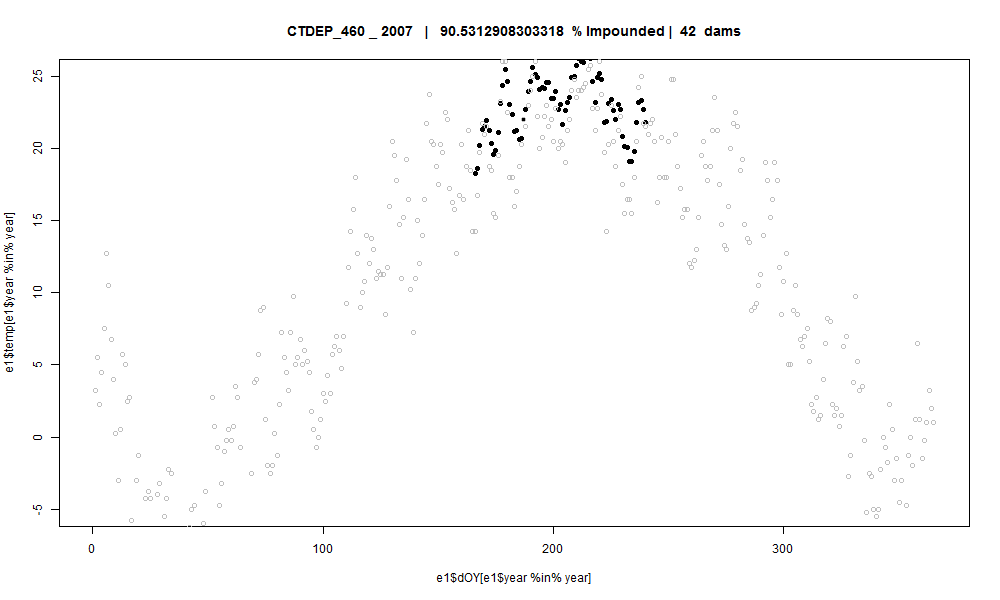 CTDEP_460 _ 2007 | 90.5312908303318 % Impounded | 42 dams
e1$temp[e1$year %in% year]
25
20
15
10
5
0
-5
0 100 200 300
e1$dOY[e1$year %in% year]